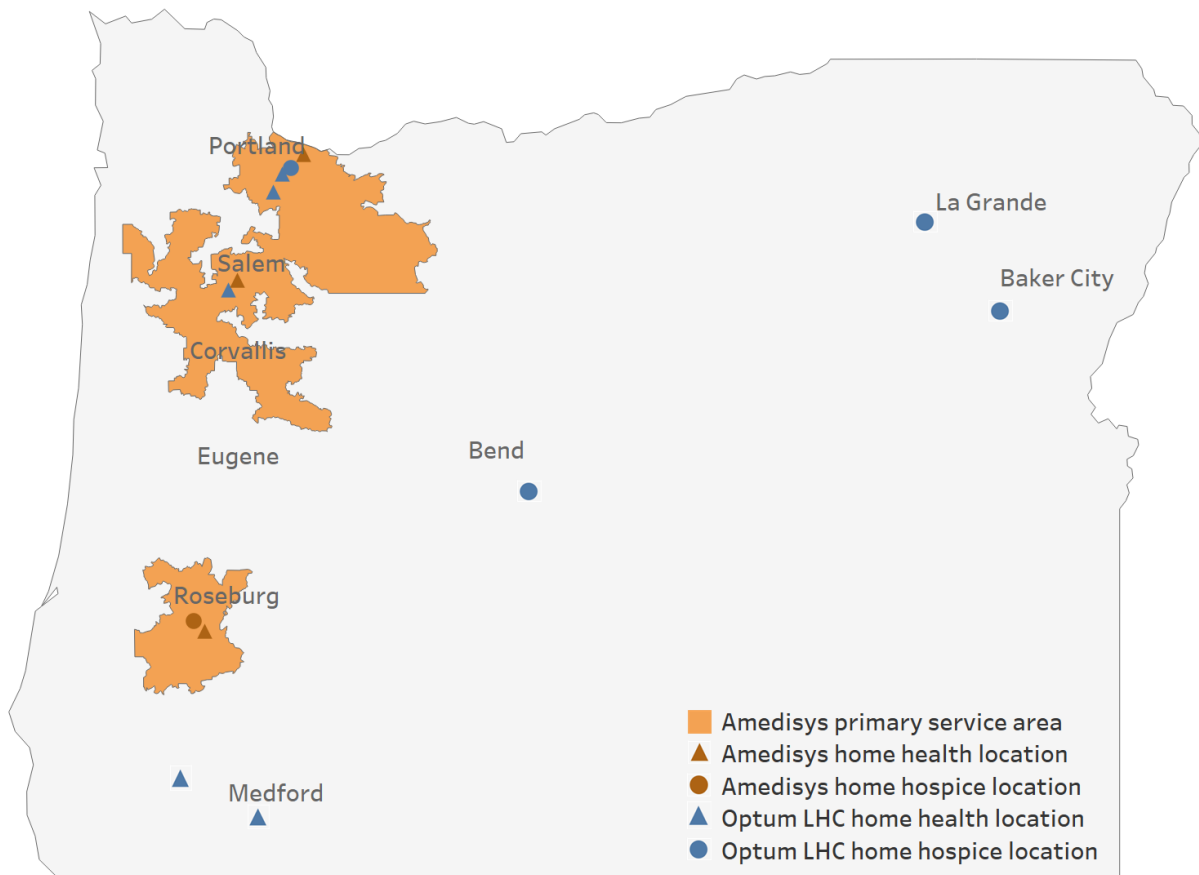 Portland
La Grande
Salem
Baker City
Corvallis
Eugene
Bend
Roseburg
Medford
Amedisys primary service area
Amedisys home health location
Amedisys home hospice location
Optum LHC home health location
Optum LHC home hospice location